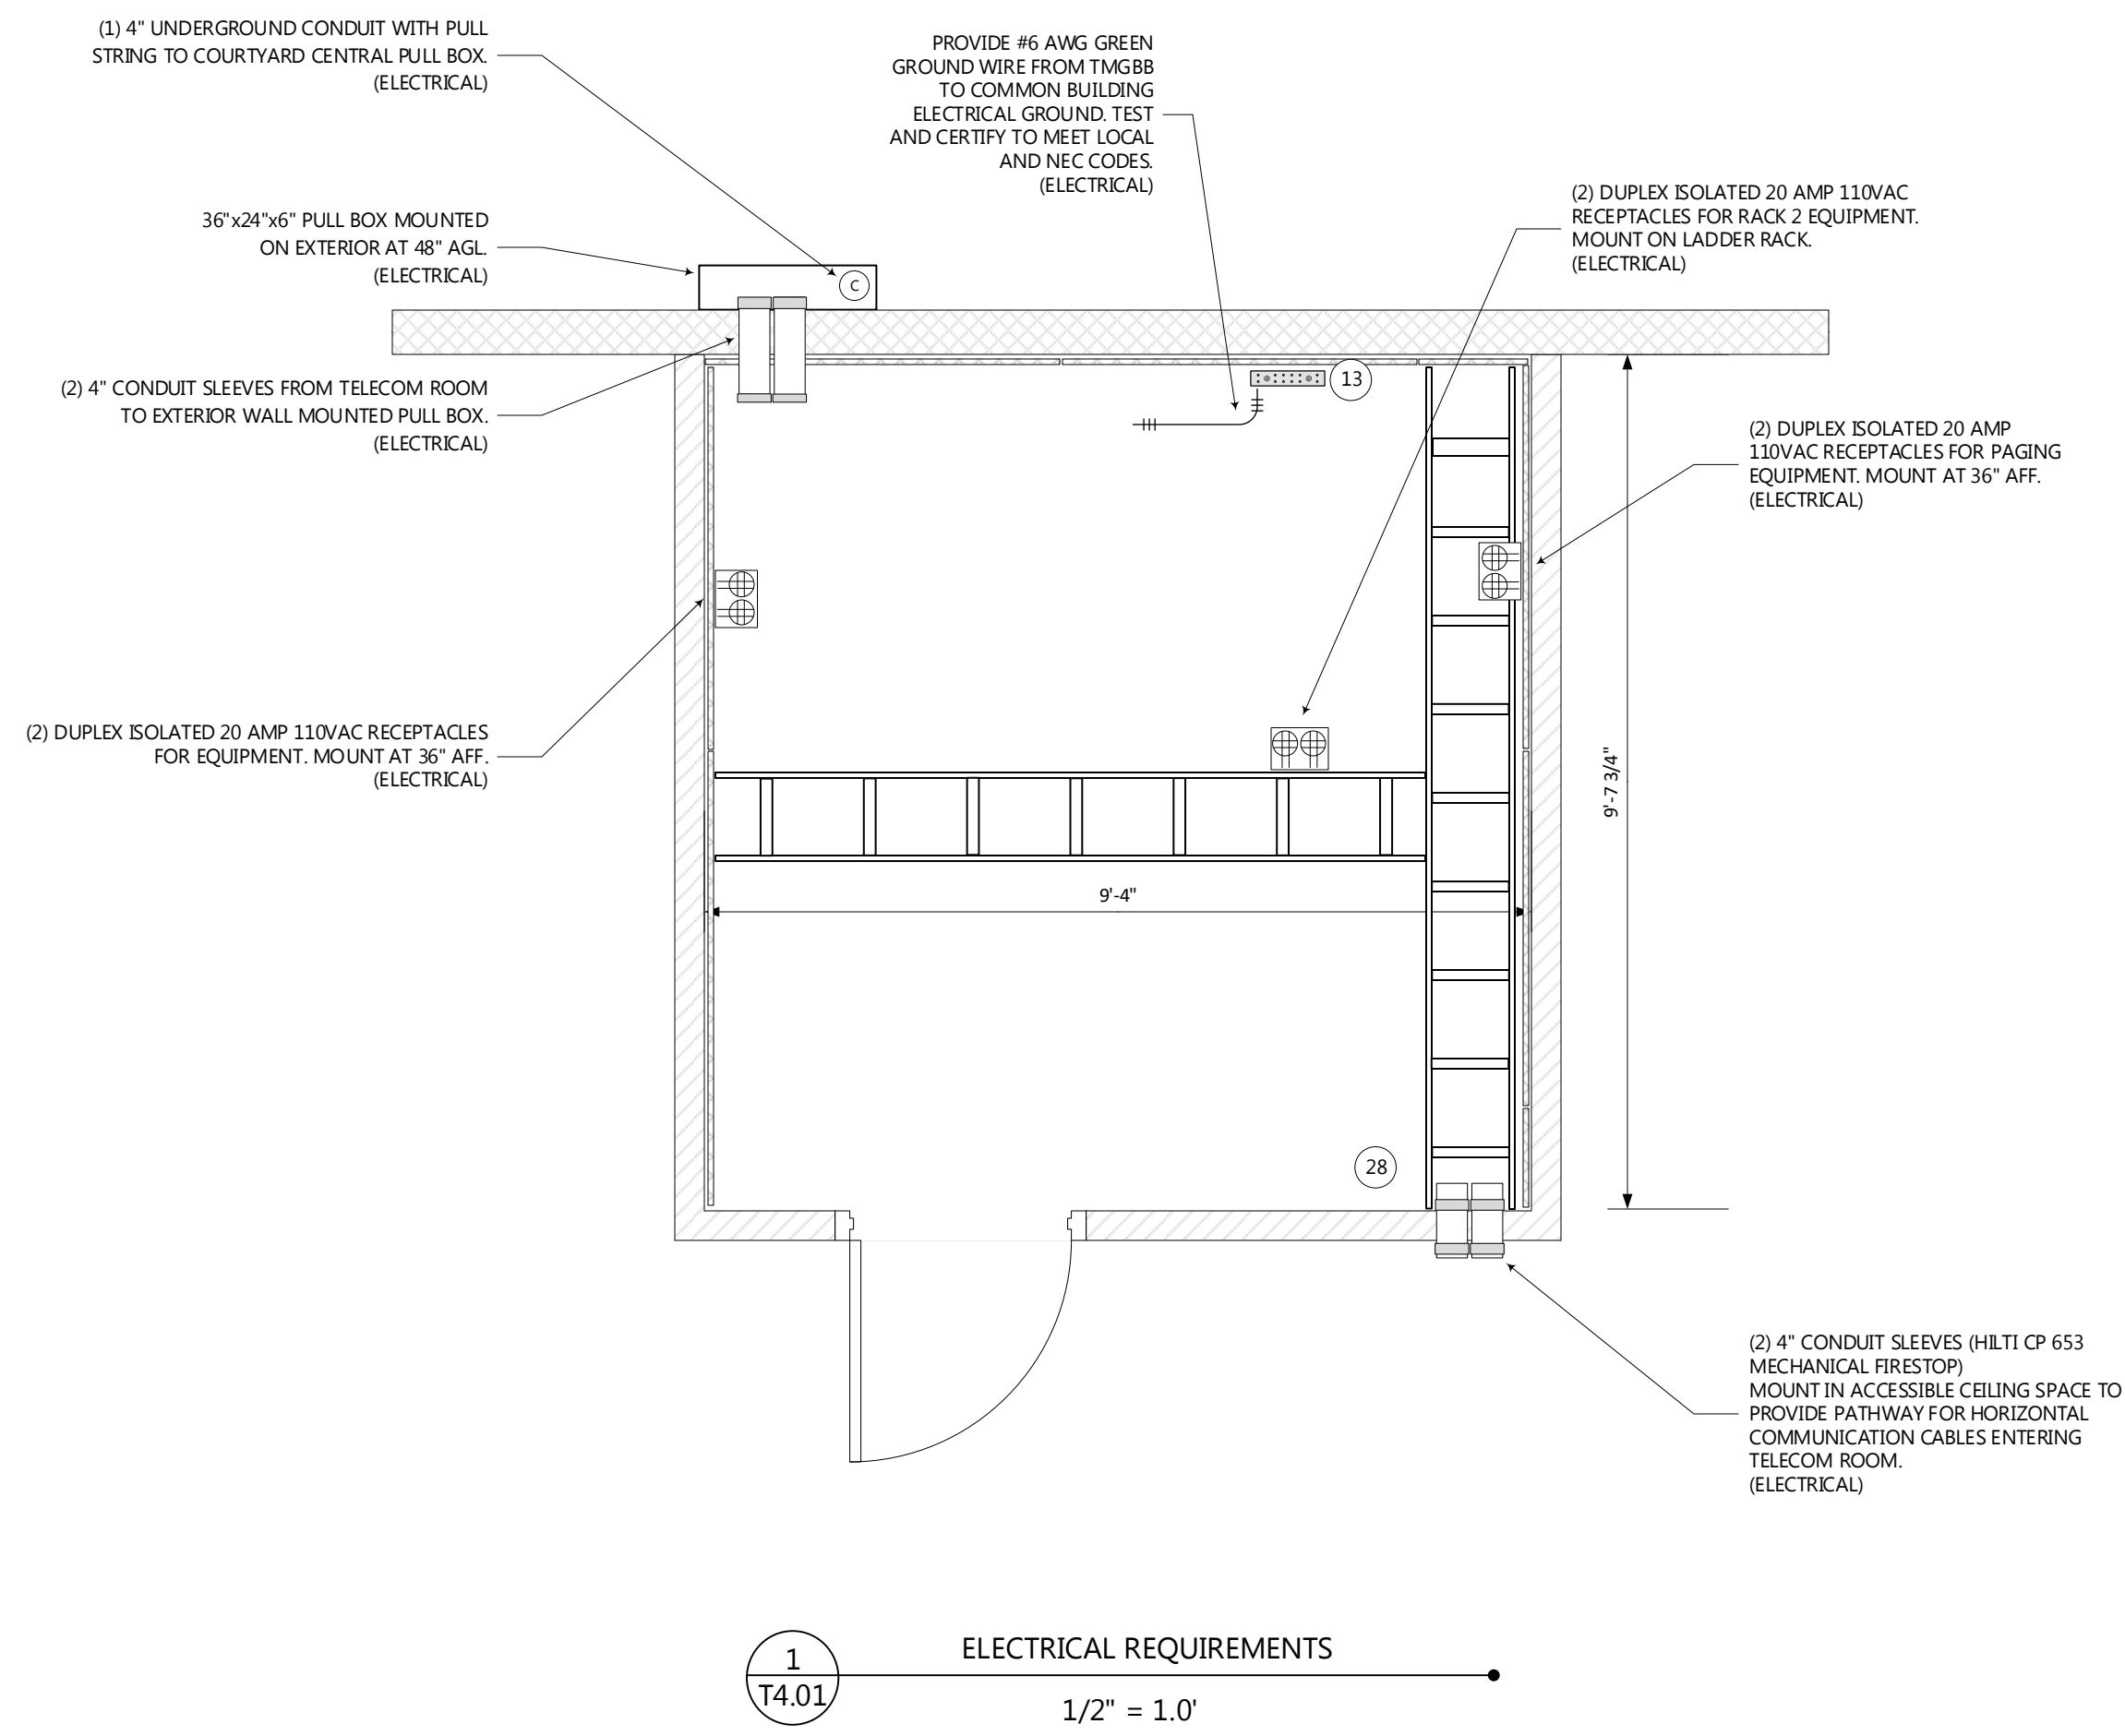 (1) 4" UNDERGROUND CONDUIT WITH PULL
STRING TO COURTYARD CENTRAL PULL BOX.
(ELECTRICAL)
PROVIDE #6 AWG GREEN
GROUND WIRE FROM TMGBB
TO COMMON BUILDING
ELECTRICAL GROUND. TEST
AND CERTIFY TO MEET LOCAL
AND NEC CODES.
(ELECTRICAL)
(2) DUPLEX ISOLATED 20 AMP 110VAC
RECEPTACLES FOR RACK 2 EQUIPMENT.
MOUNT ON LADDER RACK.
(ELECTRICAL)
36"x24"x6" PULL BOX MOUNTED
ON EXTERIOR AT 48" AGL.
(ELECTRICAL)
C
(2) 4" CONDUIT SLEEVES FROM TELECOM ROOM
TO EXTERIOR WALL MOUNTED PULL BOX.
(ELECTRICAL)
13
(2) DUPLEX ISOLATED 20 AMP
110VAC RECEPTACLES FOR PAGING
EQUIPMENT. MOUNT AT 36" AFF.
(ELECTRICAL)
(2) DUPLEX ISOLATED 20 AMP 110VAC RECEPTACLES
FOR EQUIPMENT. MOUNT AT 36" AFF.
(ELECTRICAL)
9'-7 3/4"
9'-4"
28
(2) 4" CONDUIT SLEEVES (HILTI CP 653
MECHANICAL FIRESTOP)
MOUNT IN ACCESSIBLE CEILING SPACE TO
PROVIDE PATHWAY FOR HORIZONTAL
COMMUNICATION CABLES ENTERING
TELECOM ROOM.
(ELECTRICAL)
1
T4.01
ELECTRICAL REQUIREMENTS
1/2" = 1.0'